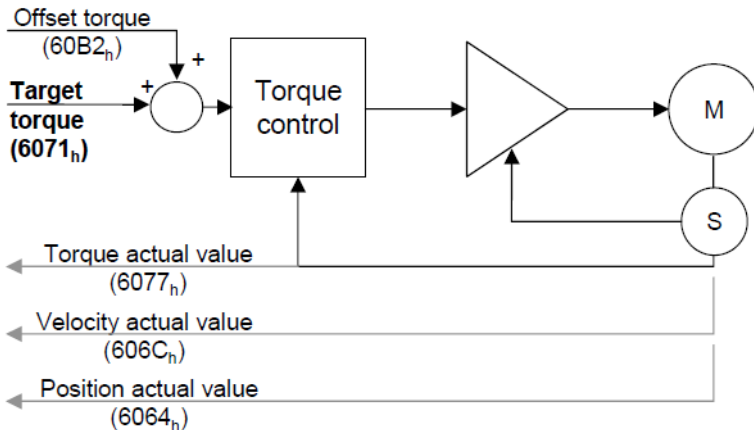 Offset torque
(60B2h)
+
+
Target
torque
(6071h)
Torque
control
M
S
Torque actual value
(6077h)
Velocity actual value
(606Ch)
Position actual value
(6064h)